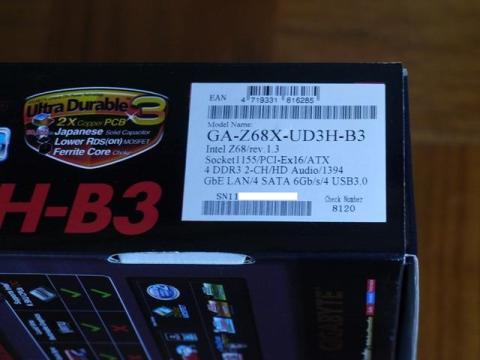 EAN
4 719331 816285
Model Name:
GA-Z68X-UD3H-B3
Intel Z68/rev.1.3
Socket1155/PCI-Ex16/ATX
4 DDR3 2-CH/HD Audio/1394
GbE LAN/4 SATA 6Gb/s/4 USB3.0
SN11
Check Number
8120
Ultra Durable 3
2X Copper PCB
Japanese Solid Capacitor
Lower RDS(on) MOSFET
Ferrite Core Choke
H-B3
GIGABYTE